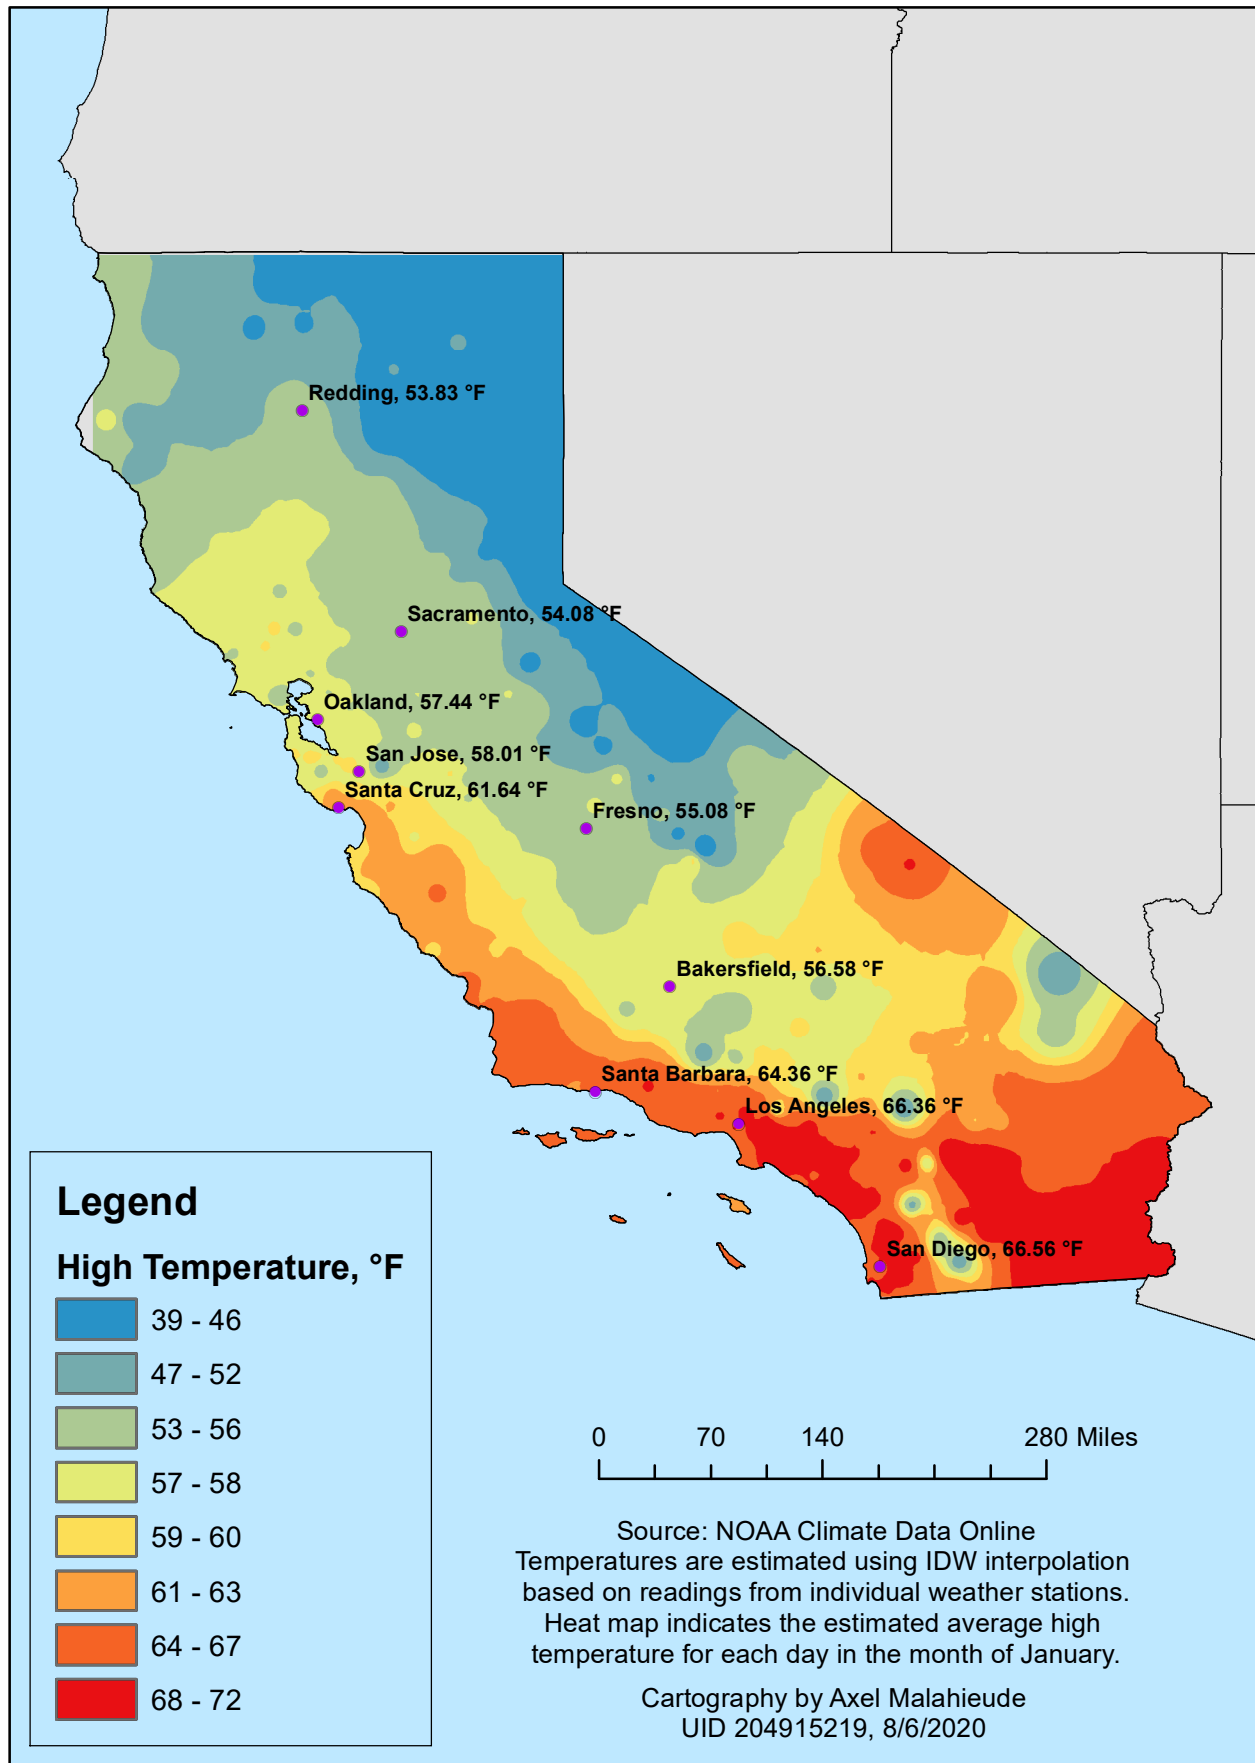 Redding, 53.83 °F
Sacramento, 54.08 °F
Oakland, 57.44 °F
San Jose, 58.01 °F
Santa Cruz, 61.64 °F
Fresno, 55.08 °F
Bakersfield, 56.58 °F
Santa Barbara, 64.36 °F
Los Angeles, 66.36 °F
San Diego, 66.56 °F
Legend
High Temperature, °F
39 - 46
47 - 52
53 - 56
57 - 58
59 - 60
61 - 63
64 - 67
68 - 72
0 70 140 280 Miles
Source: NOAA Climate Data Online
Temperatures are estimated using IDW interpolation
based on readings from individual weather stations.
Heat map indicates the estimated average high
temperature for each day in the month of January.
Cartography by Axel Malahieude
UID 204915219, 8/6/2020